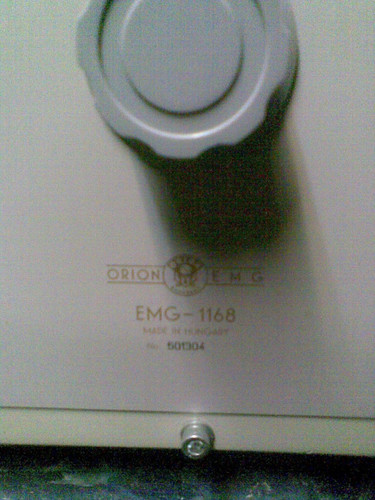 ORION EMG
EMG-1168
MADE IN HUNGARY
No. 501304